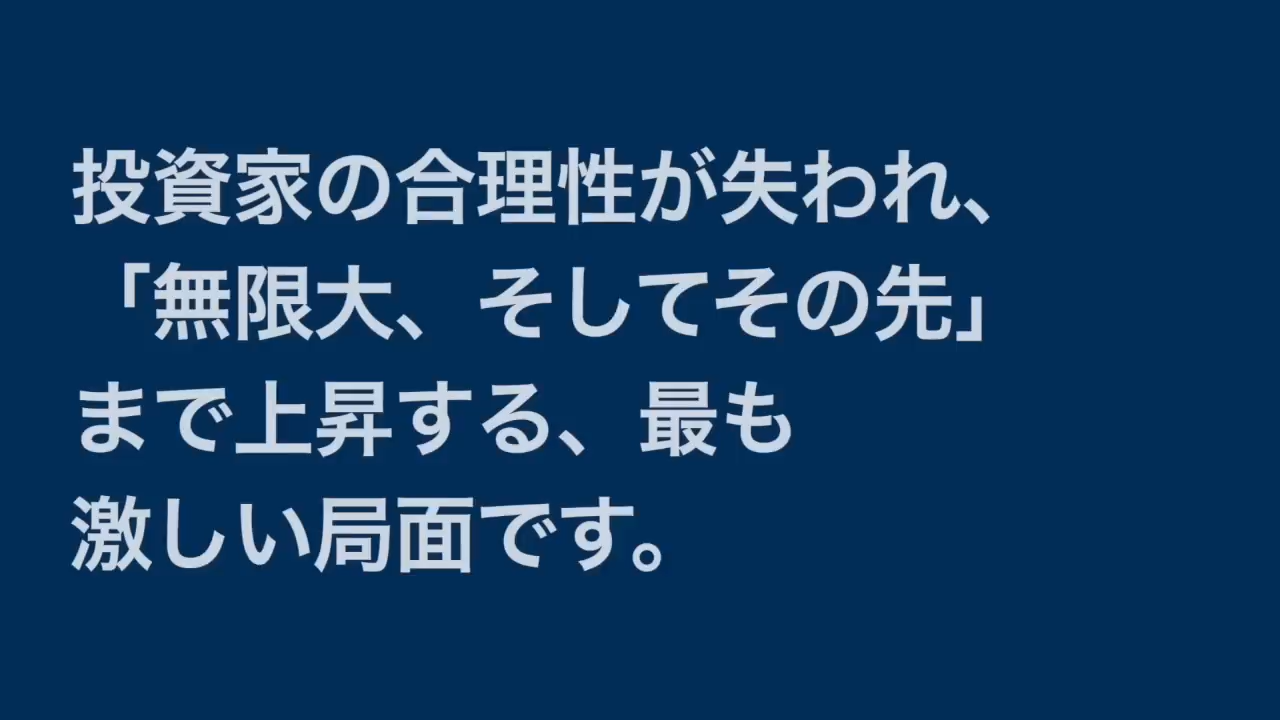 投資家の合理性が失われ、
「無限大、そしてその先」
まで上昇する、最も
激しい局面です。